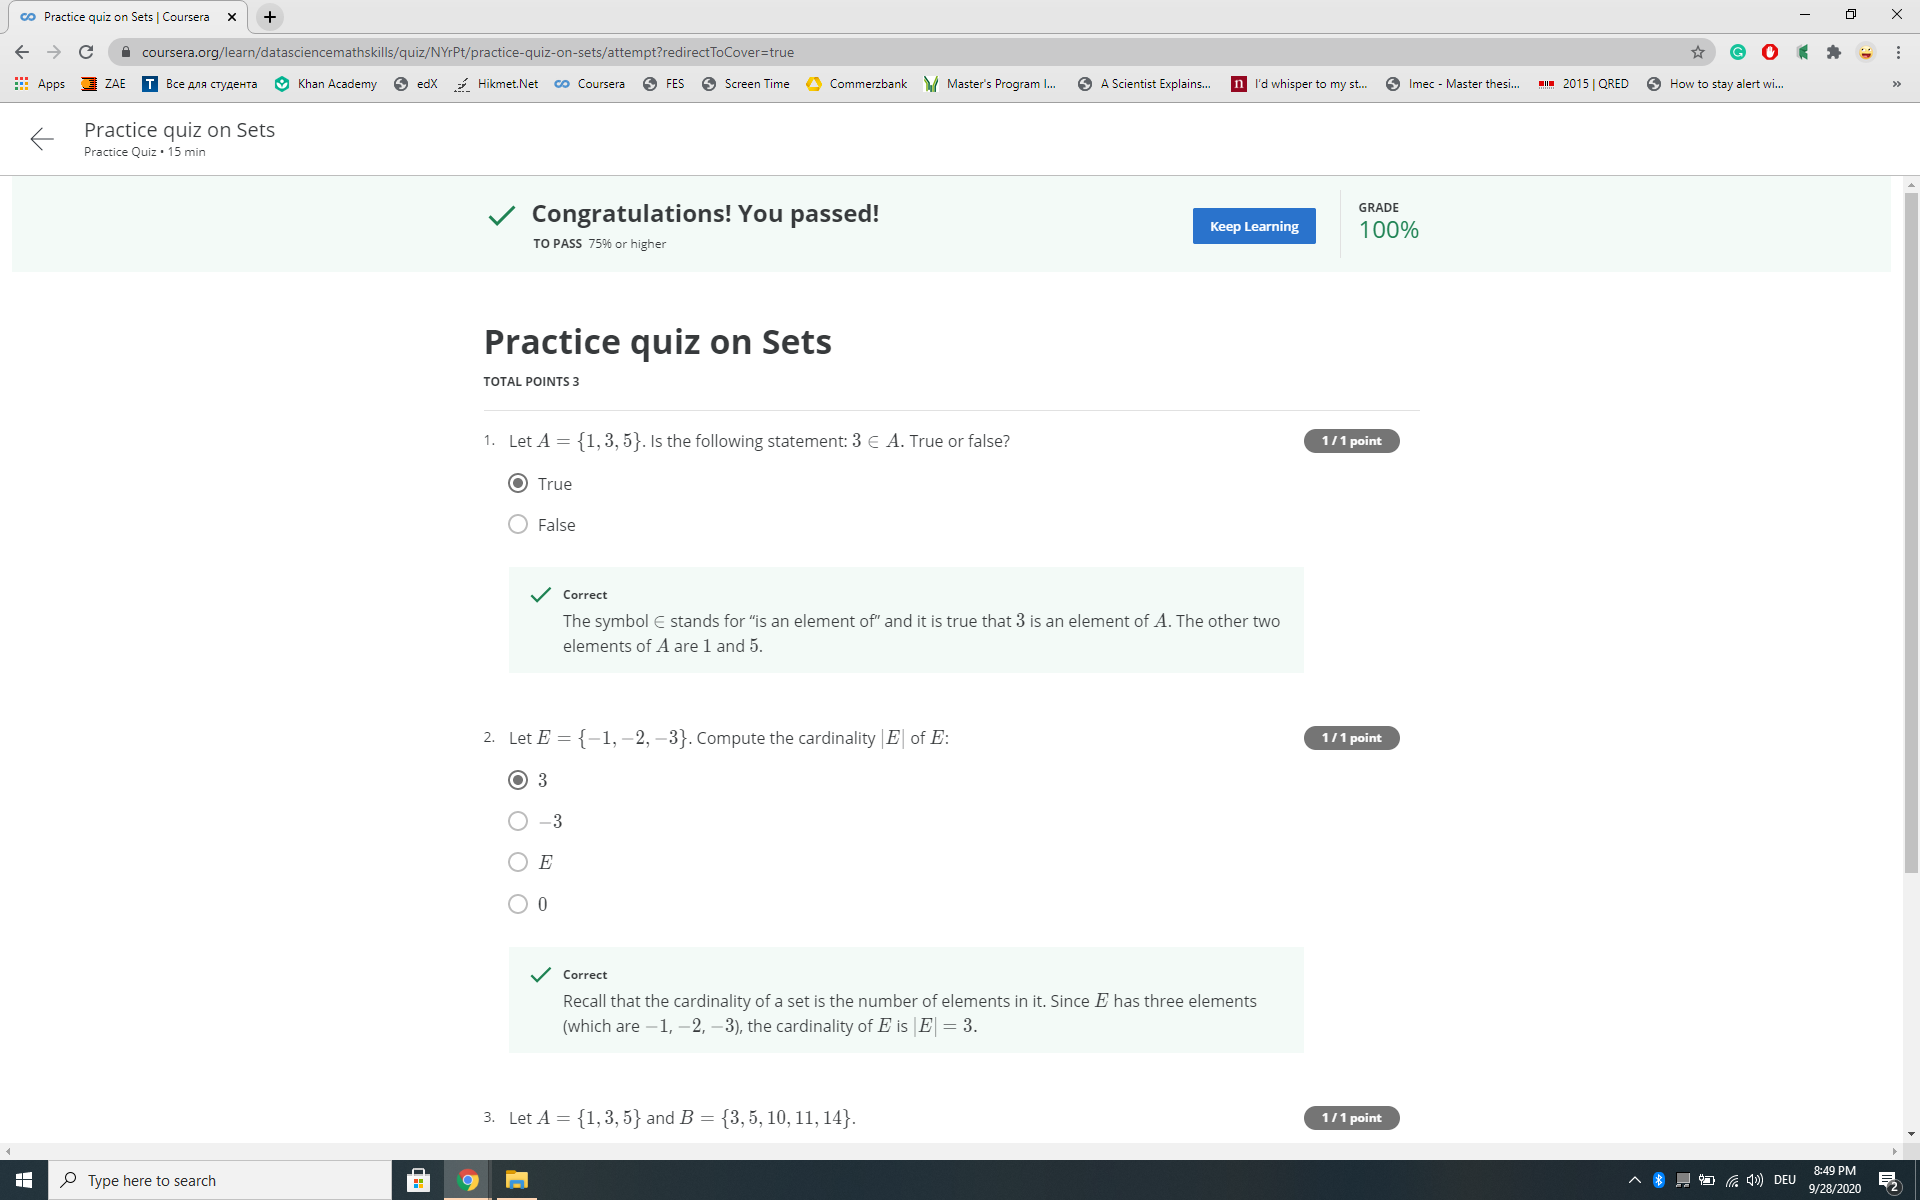 Practice quiz on Sets | Coursera
coursera.org/learn/datasciencemathskills/quiz/NYrPt/practice-quiz-on-sets/attempt?redirectToCover=true
Apps ZAE Все для студента Khan Academy edX Hikmet.Net Coursera FES Screen Time Commerzbank Master's Program I... A Scientist Explains... I'd whisper to my st... Imec - Master thesi... 2015 | QRED How to stay alert wi... »
Practice quiz on Sets
Practice Quiz • 15 min
Congratulations! You passed!
TO PASS 75% or higher
Keep Learning
GRADE
100%
Practice quiz on Sets
TOTAL POINTS 3
1. Let A = {1, 3, 5}. Is the following statement: 3 ∈ A. True or false?
1 / 1 point
True
False
Correct
The symbol ∈ stands for “is an element of” and it is true that 3 is an element of A. The other two
elements of A are 1 and 5.
2. Let E = {−1, −2, −3}. Compute the cardinality |E| of E:
1 / 1 point
3
−3
E
0
Correct
Recall that the cardinality of a set is the number of elements in it. Since E has three elements
(which are −1, −2, −3), the cardinality of E is |E| = 3.
3. Let A = {1, 3, 5} and B = {3, 5, 10, 11, 14}.
1 / 1 point
Type here to search
DEU
8:49 PM
9/28/2020
2